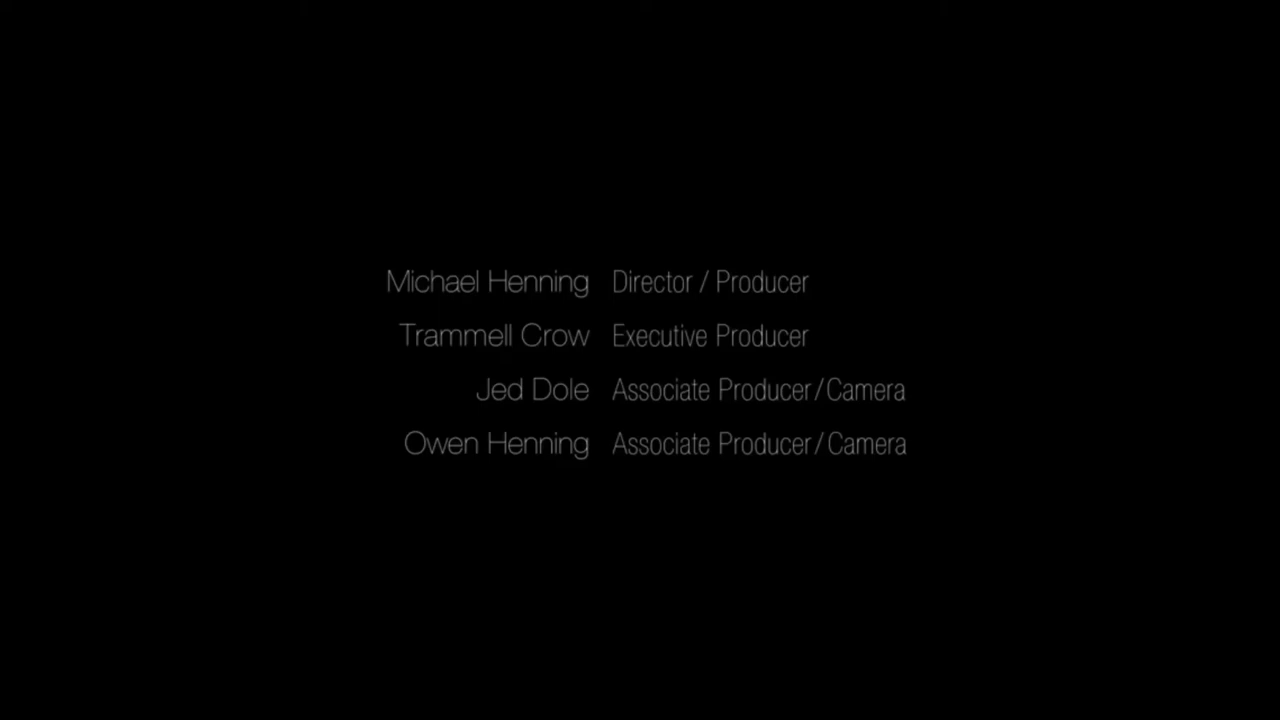 Michael Henning Director / Producer
Trammell Crow Executive Producer
Jed Dole Associate Producer/Camera
Owen Henning Associate Producer/Camera